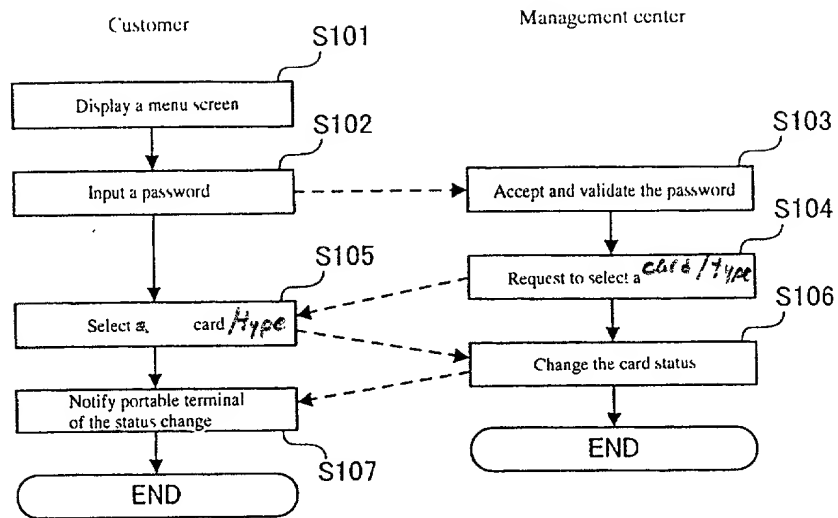 Customer
Management center
S101
Display a menu screen
S102
Input a password
S103
Accept and validate the password
S104
Request to select a card/type
S105
Select a card/type
S106
Change the card status
Notify portable terminal
of the status change
S107
END
END